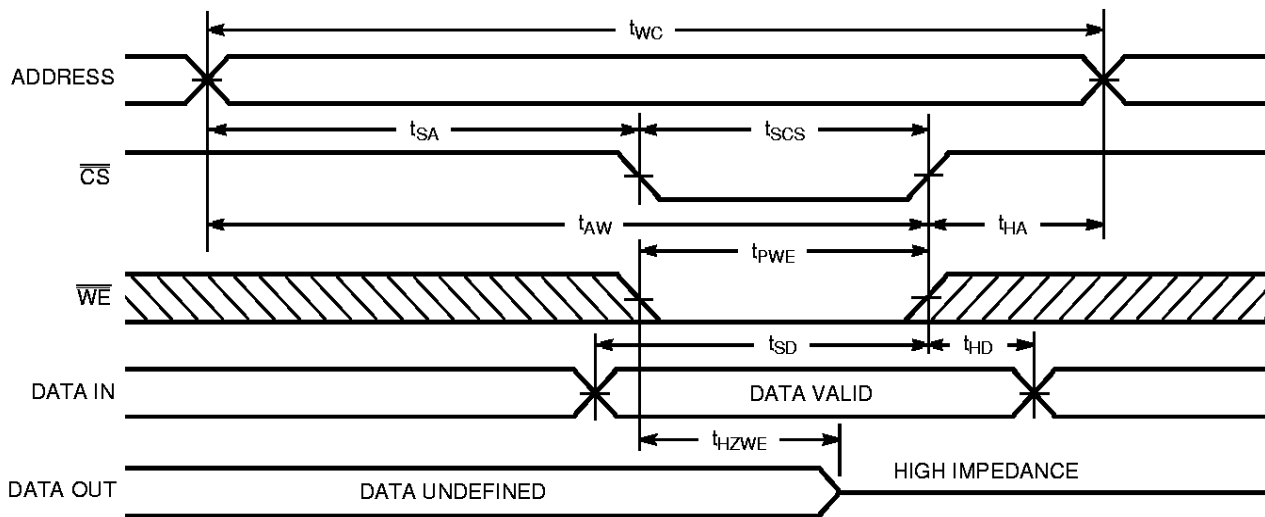 tWC
ADDRESS
tSA tSCS
CS
tAW tHA
tPWE
WE
tSD tHD
DATA IN DATA VALID
tHZWE
HIGH IMPEDANCE
DATA OUT DATA UNDEFINED